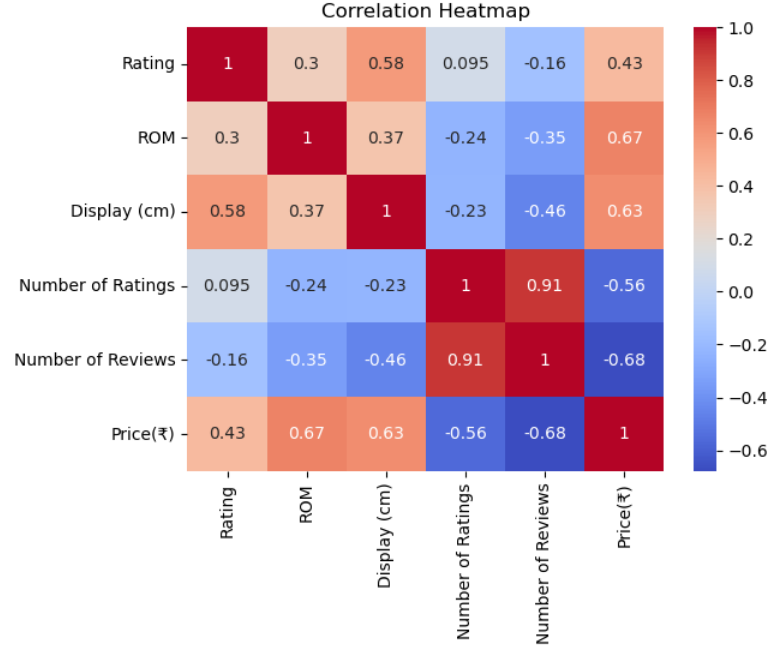 Correlation Heatmap
Rating 1 0.3 0.58 0.095 -0.16 0.43
ROM 0.3 1 0.37 -0.24 -0.35 0.67
Display (cm) 0.58 0.37 1 -0.23 -0.46 0.63
Number of Ratings 0.095 -0.24 -0.23 1 0.91 -0.56
Number of Reviews -0.16 -0.35 -0.46 0.91 1 -0.68
Price(₹) 0.43 0.67 0.63 -0.56 -0.68 1
Rating
ROM
Display (cm)
Number of Ratings
Number of Reviews
Price(₹)
1.0
0.8
0.6
0.4
0.2
0.0
−0.2
−0.4
−0.6